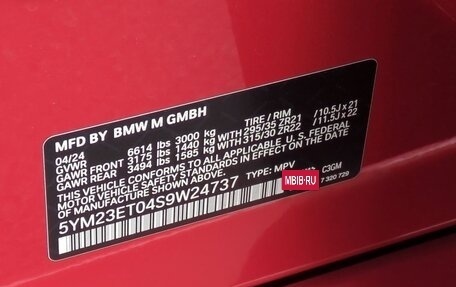 MFD BY BMW M GMBH
04/24 TIRE / RIM
GVWR 6614 lbs 3000 kg
GAWR FRONT 3175 lbs 1440 kg WITH 295/35 ZR21 /10.5J x 21
GAWR REAR 3494 lbs 1585 kg WITH 315/30 ZR22 /11.5J x 22
THIS VEHICLE CONFORMS TO ALL APPLICABLE U.S. FEDERAL
MOTOR VEHICLE SAFETY STANDARDS IN EFFECT ON THE DATE OF MANUFACTURE SHOWN ABOVE.
5YM23ET04S9W24737 TYPE: MPV C3GM
7 320 729
MBIB.RU